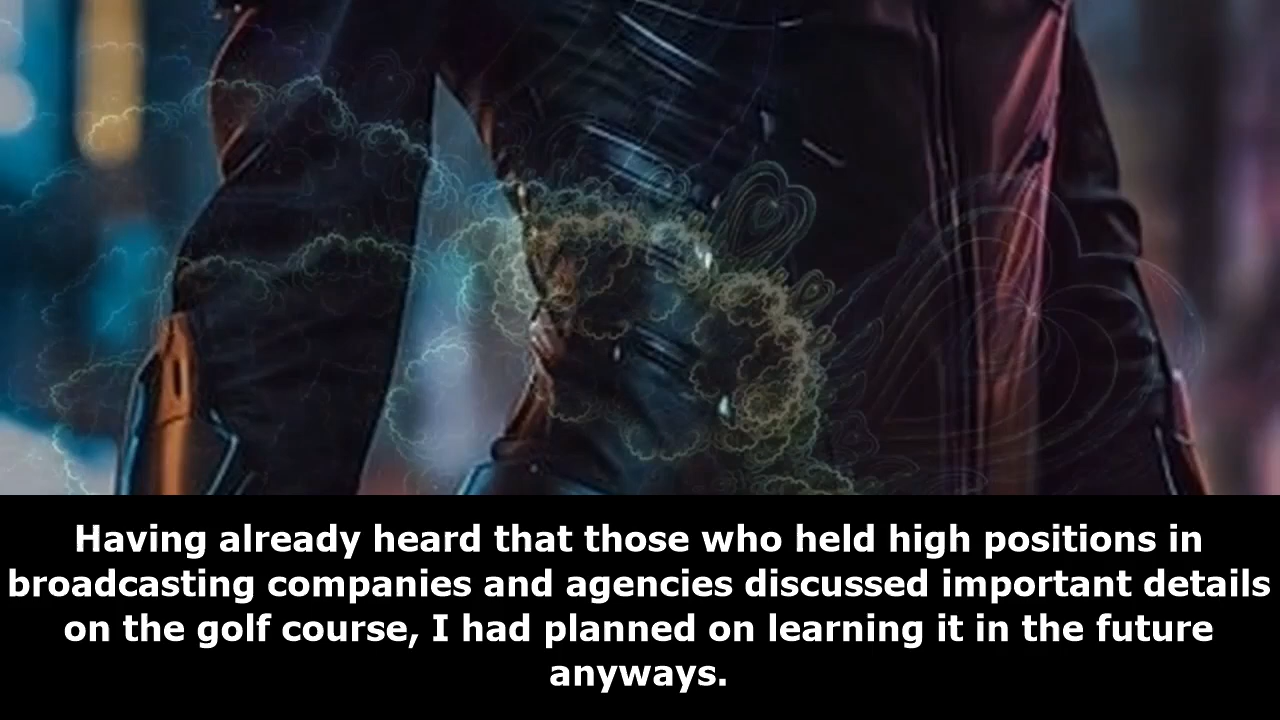 Having already heard that those who held high positions in
broadcasting companies and agencies discussed important details
on the golf course, I had planned on learning it in the future
anyways.